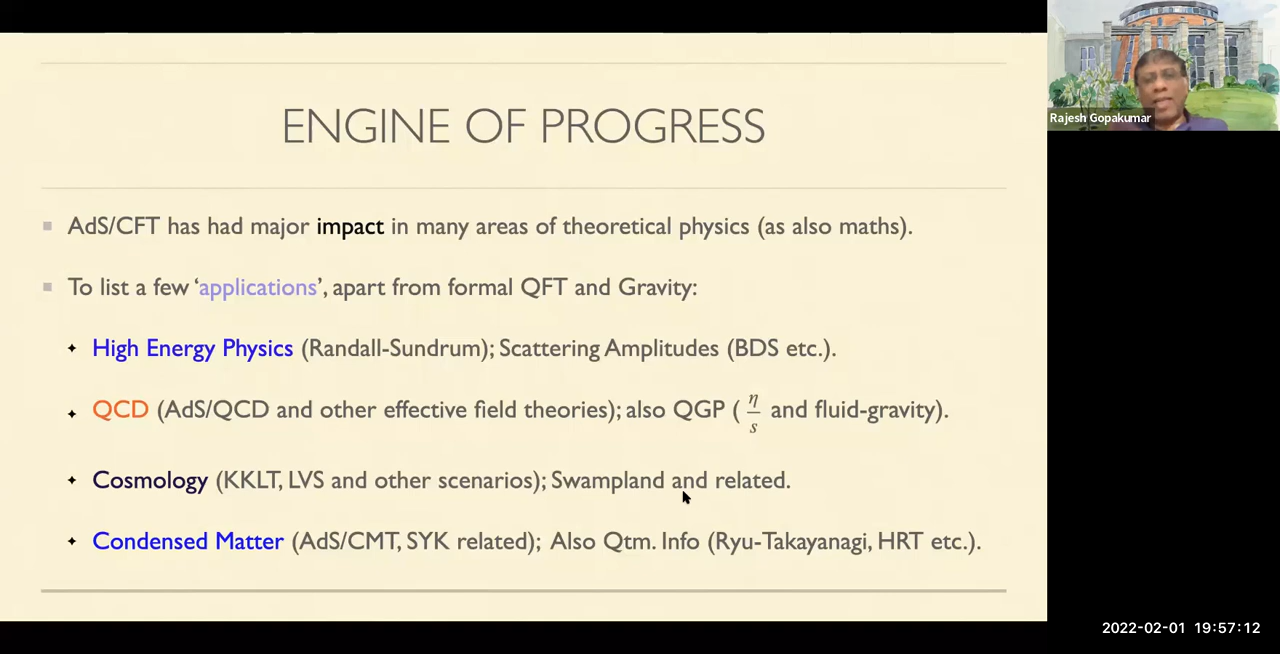 ENGINE OF PROGRESS
Rajesh Gopakumar
AdS/CFT has had major impact in many areas of theoretical physics (as also maths).
To list a few ‘applications’, apart from formal QFT and Gravity:
High Energy Physics (Randall-Sundrum); Scattering Amplitudes (BDS etc.).
QCD (AdS/QCD and other effective field theories); also QGP ( η/s and fluid-gravity).
Cosmology (KKLT, LVS and other scenarios); Swampland and related.
Condensed Matter (AdS/CMT, SYK related); Also Qtm. Info (Ryu-Takayanagi, HRT etc.).
2022-02-01 19:57:12